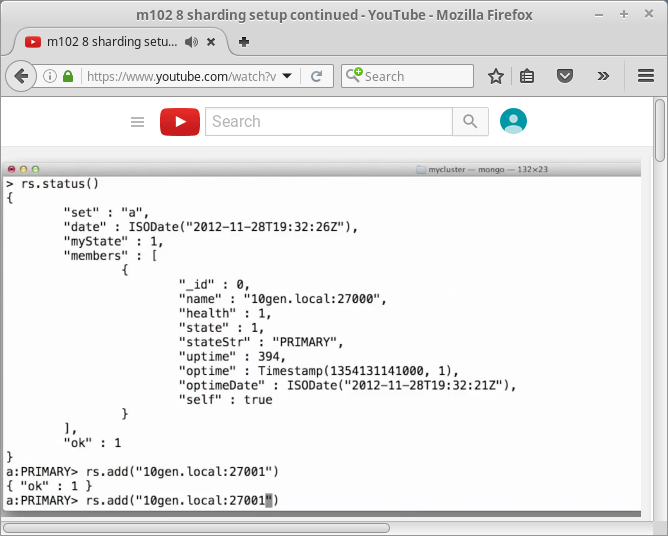 m102 8 sharding setup continued - YouTube - Mozilla Firefox
m102 8 sharding setu...
https://www.youtube.com/watch?v
Search
Search
mycluster — mongo — 132×23
> rs.status()
{
"set" : "a",
"date" : ISODate("2012-11-28T19:32:26Z"),
"myState" : 1,
"members" : [
{
"_id" : 0,
"name" : "10gen.local:27000",
"health" : 1,
"state" : 1,
"stateStr" : "PRIMARY",
"uptime" : 394,
"optime" : Timestamp(1354131141000, 1),
"optimeDate" : ISODate("2012-11-28T19:32:21Z"),
"self" : true
}
],
"ok" : 1
}
a:PRIMARY> rs.add("10gen.local:27001")
{ "ok" : 1 }
a:PRIMARY> rs.add("10gen.local:27001")